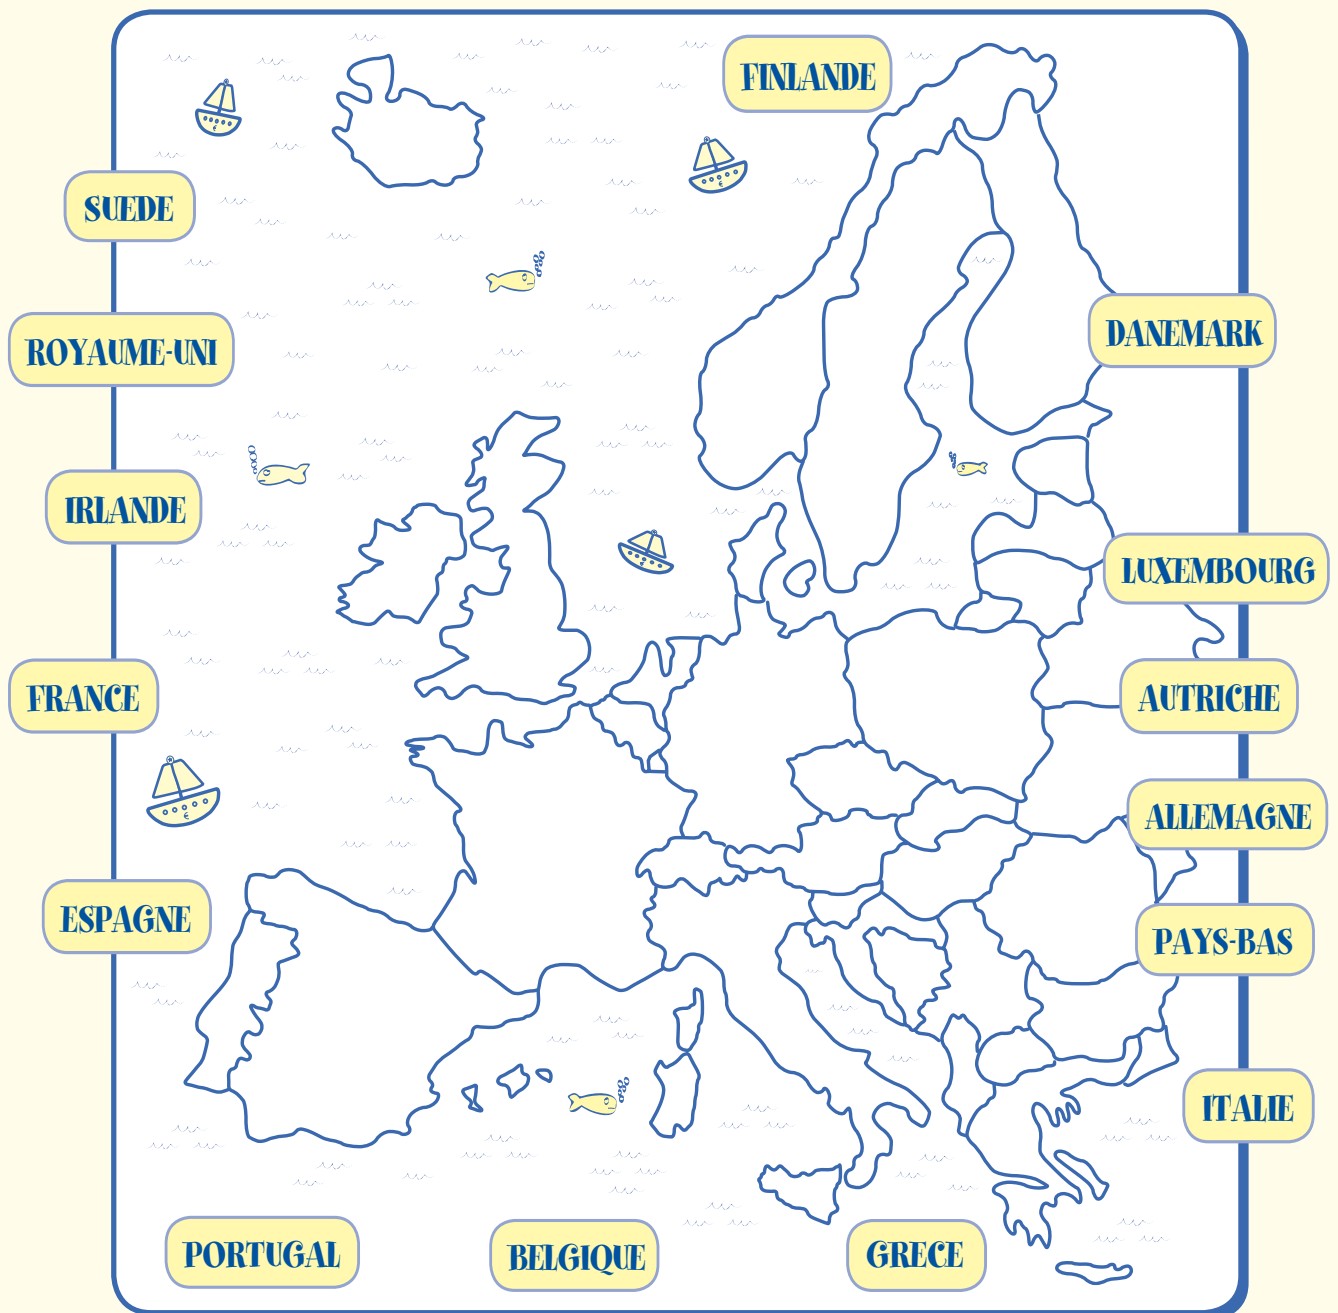 FINLANDE
SUEDE
DANEMARK
ROYAUME-UNI
IRLANDE
LUXEMBOURG
FRANCE
AUTRICHE
ALLEMAGNE
ESPAGNE
PAYS-BAS
ITALIE
PORTUGAL
BELGIQUE
GRECE